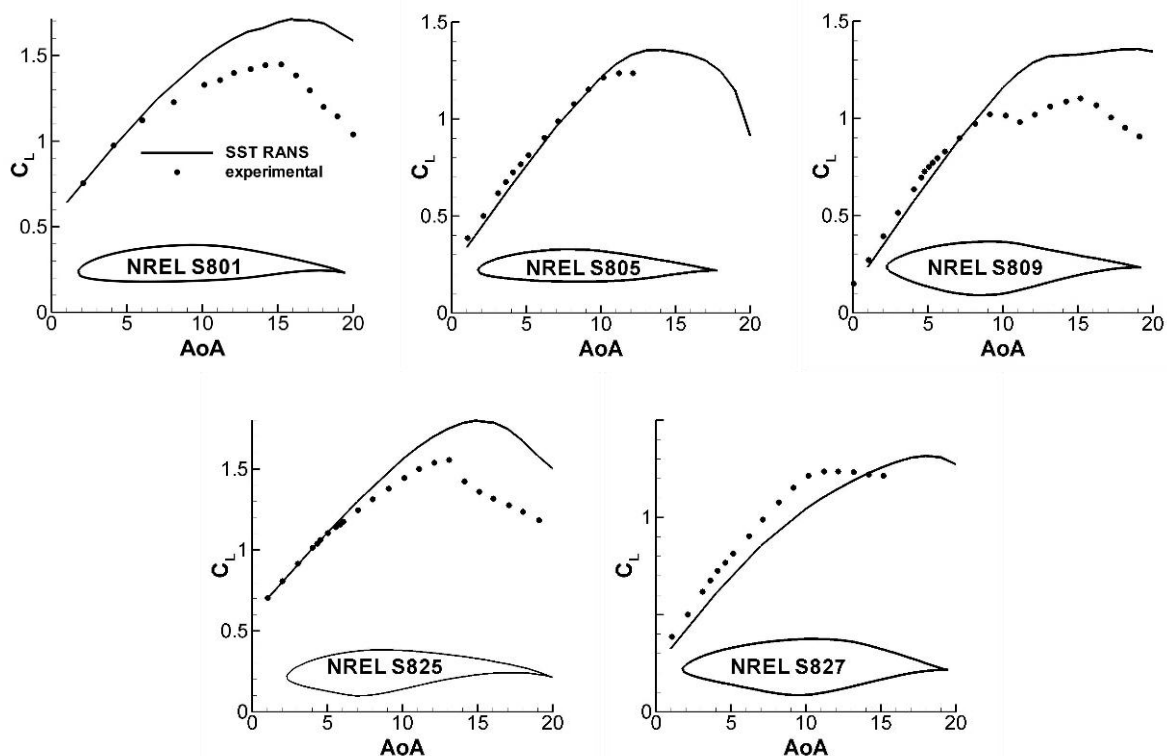 1.5
1
0.5
0
C_L
SST RANS
experimental
NREL S801
0 5 10 15 20
AoA
1.5
1
0.5
0
C_L
NREL S805
0 5 10 15 20
AoA
1.5
1
0.5
0
C_L
NREL S809
0 5 10 15 20
AoA
1.5
1
0.5
0
C_L
NREL S825
0 5 10 15 20
AoA
1
0
C_L
NREL S827
0 5 10 15 20
AoA